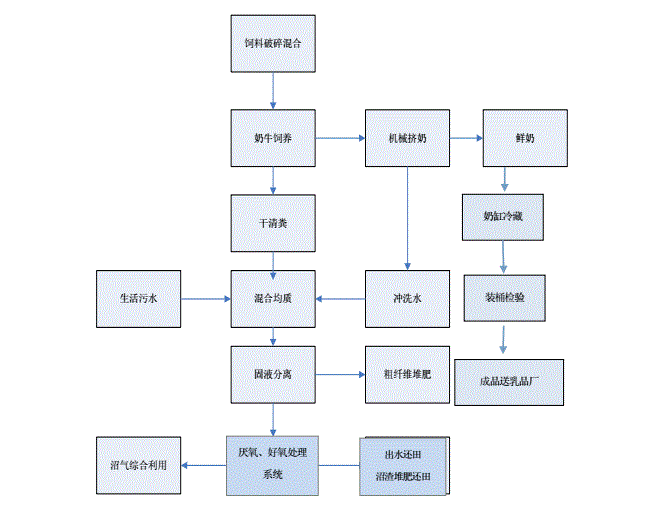 饲料破碎混合
奶牛饲养
机械挤奶
鲜奶
干清粪
奶缸冷藏
生活污水
混合均质
冲洗水
装桶检验
固液分离
粗纤维堆肥
成品送乳品厂
沼气综合利用
厌氧、好氧处理
系统
出水还田
沼渣堆肥还田